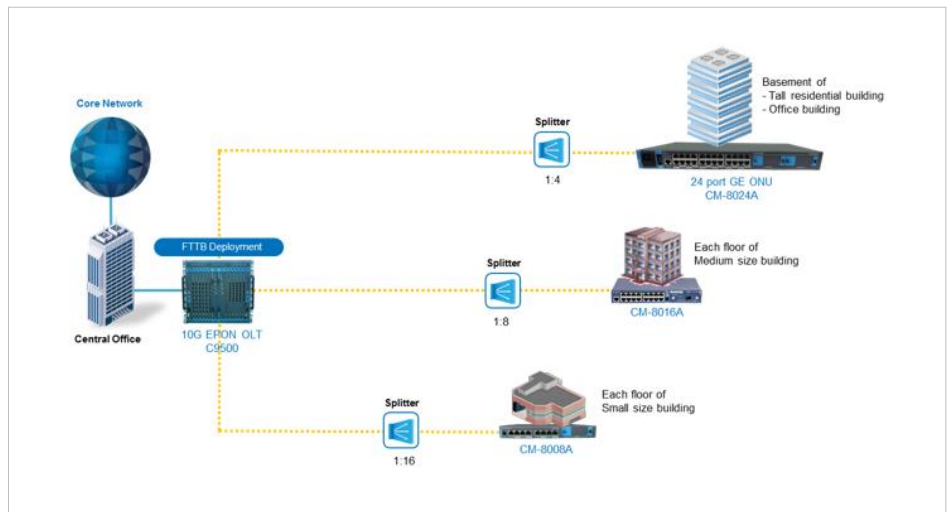 Core Network
Central Office
FTTB Deployment
10G EPON OLT
C9500
Splitter
1:4
Basement of
- Tall residential building
- Office building
24 port GE ONU
CM-8024A
Splitter
1:8
Each floor of
Medium size building
CM-8016A
Splitter
1:16
Each floor of
Small size building
CM-8008A